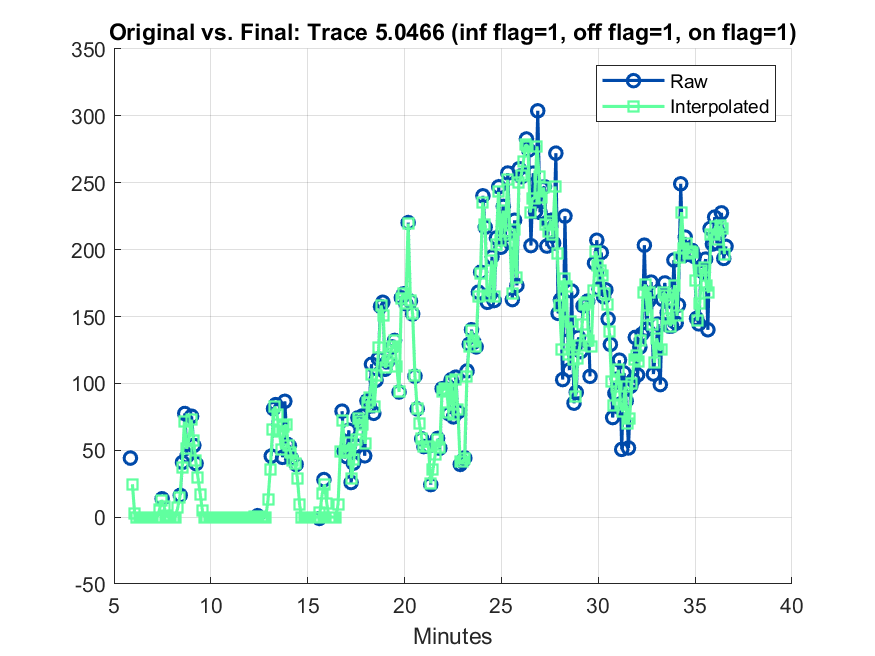 Original vs. Final: Trace 5.0466 (inf flag=1, off flag=1, on flag=1)
350
300
250
200
150
100
50
0
-50
Raw
Interpolated
5 10 15 20 25 30 35 40
Minutes